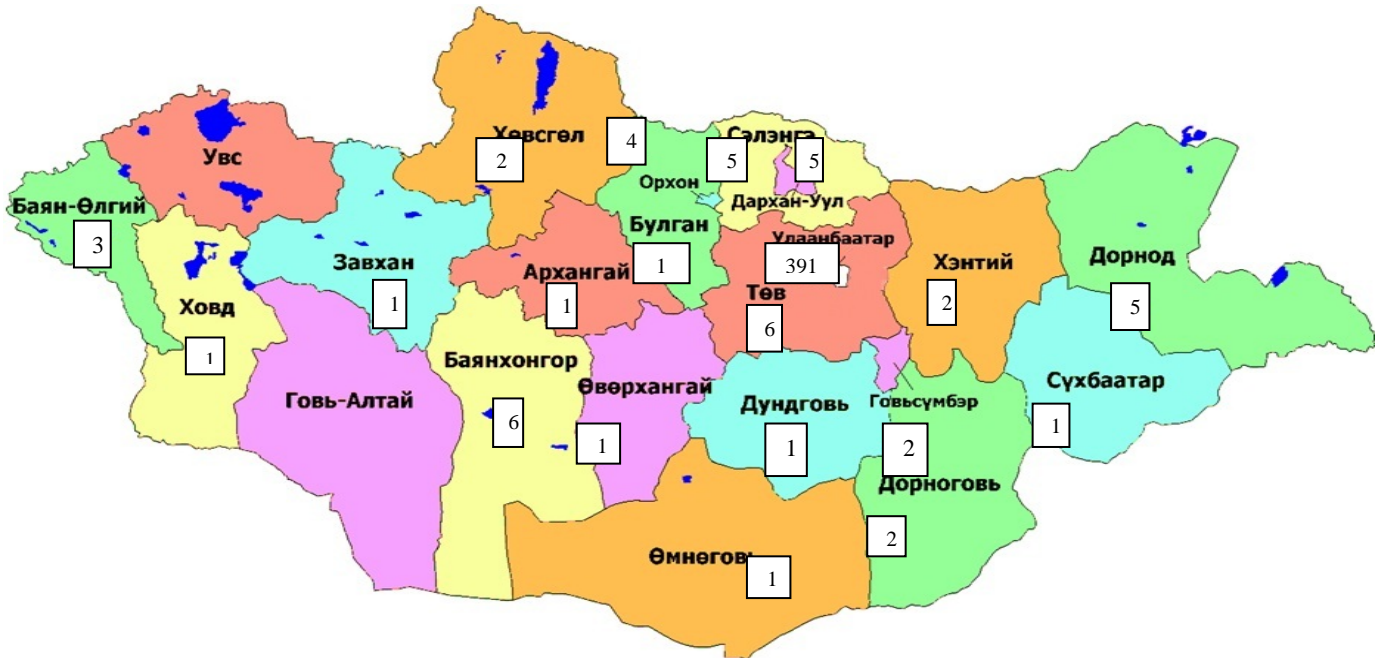 Хөвсгөл
2
4
Сэлэнгэ
5
5
Увс
Орхон
Дархан-Уул
Баян-Өлгий
3
Булган
1
Улаанбаатар
391
Завхан
1
Архангай
1
Төв
6
Хэнтий
2
Дорнод
5
Ховд
1
Баянхонгор
6
Өвөрхангай
1
Говь-Алтай
Дундговь
1
Говьсүмбэр
2
Сүхбаатар
1
Дорноговь
2
Өмнөговь
1